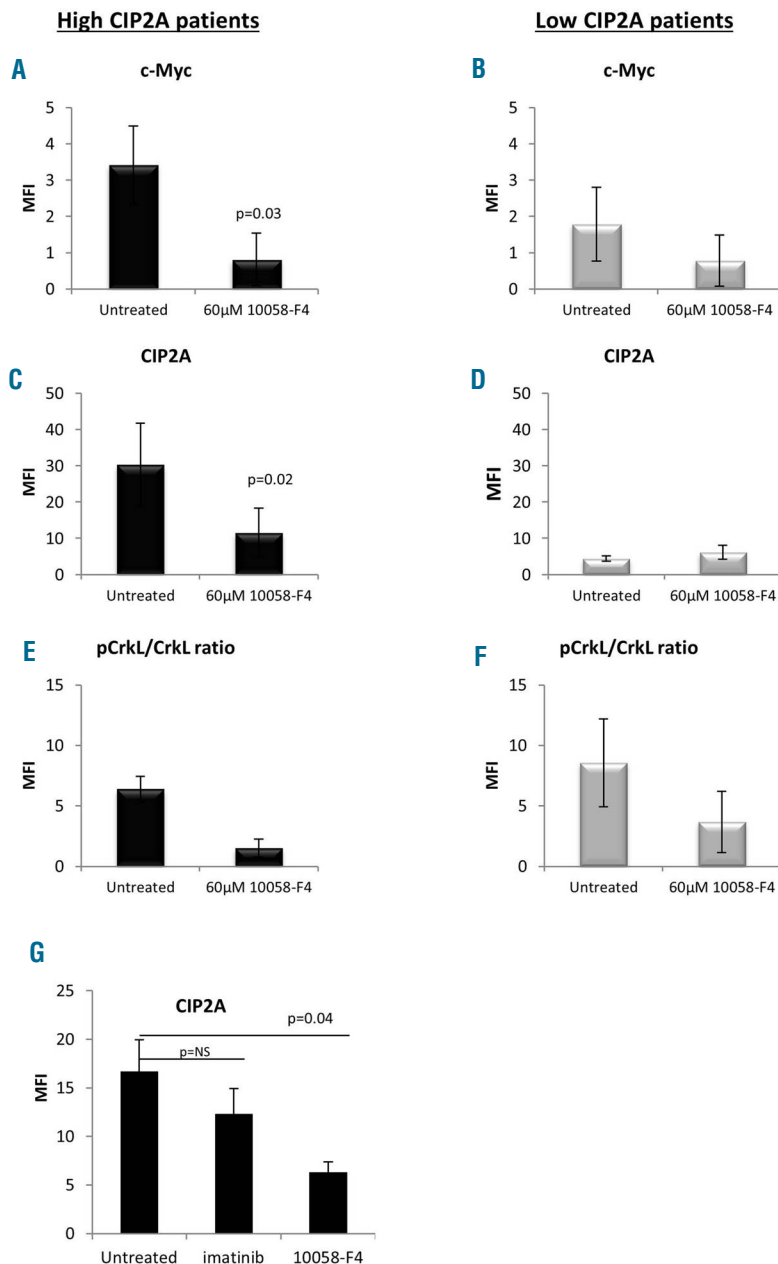 High CIP2A patients
Low CIP2A patients
A
c-Myc
5
4
3
2
1
0
MFI
p=0.03
Untreated
60µM 10058-F4
B
c-Myc
5
4
3
2
1
0
MFI
Untreated
60µM 10058-F4
C
CIP2A
50
40
30
20
10
0
MFI
p=0.02
Untreated
60µM 10058-F4
D
CIP2A
50
40
30
20
10
0
MFI
Untreated
60µM 10058-F4
E
pCrkL/CrkL ratio
15
10
5
0
MFI
Untreated
60µM 10058-F4
F
pCrkL/CrkL ratio
15
10
5
0
MFI
Untreated
60µM 10058-F4
G
CIP2A
25
20
15
10
5
0
MFI
p=0.04
p=NS
Untreated
imatinib
10058-F4